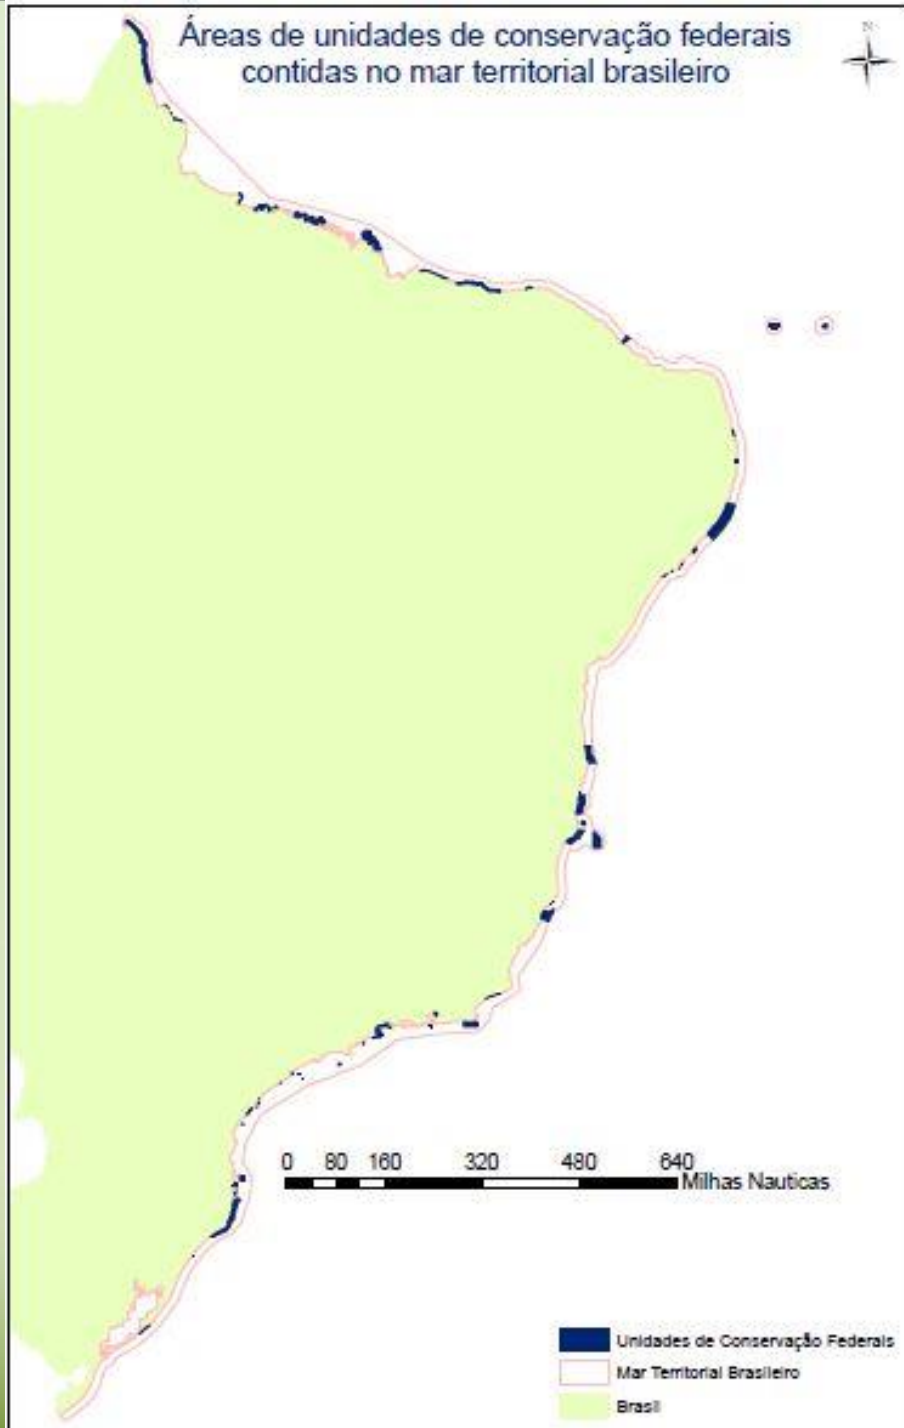 Áreas de unidades de conservação federais
contidas no mar territorial brasileiro
N
0 80 160 320 480 640
Milhas Nauticas
Unidades de Conservação Federais
Mar Territorial Brasileiro
Brasil